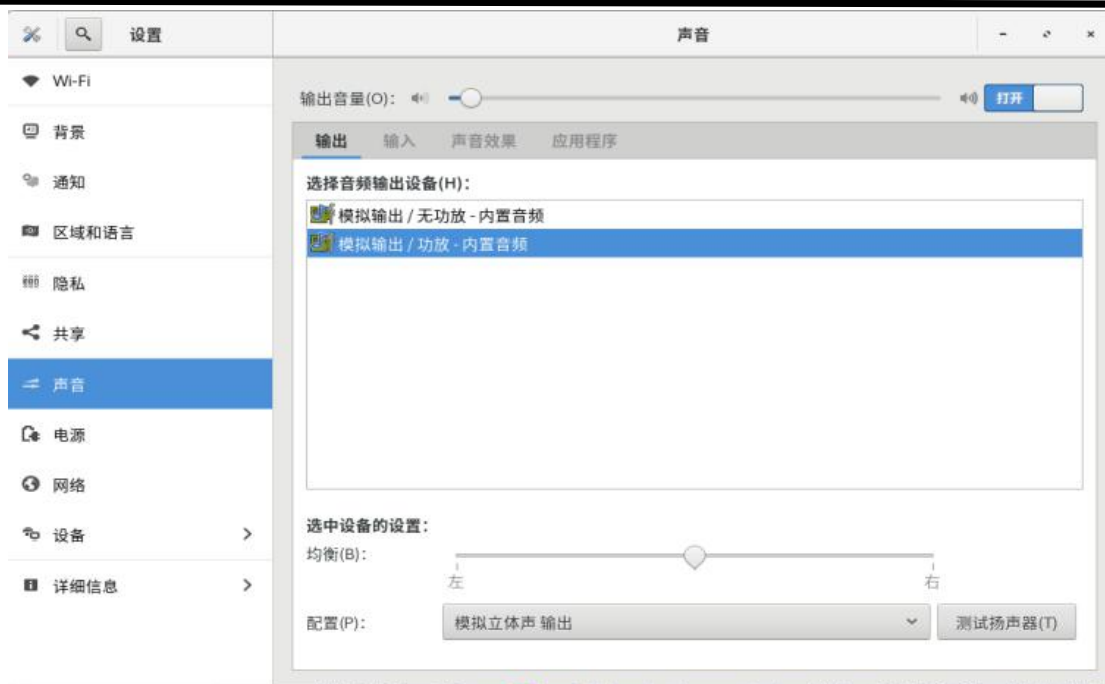 设置
声音
Wi-Fi
背景
通知
区域和语言
隐私
共享
声音
电源
网络
设备
详细信息
输出音量(O)：
打开
输出 输入 声音效果 应用程序
选择音频输出设备(H)：
模拟输出 / 无功放 - 内置音频
模拟输出 / 功放 - 内置音频
选中设备的设置：
均衡(B)：
左 右
配置(P)： 模拟立体声 输出 测试扬声器(T)